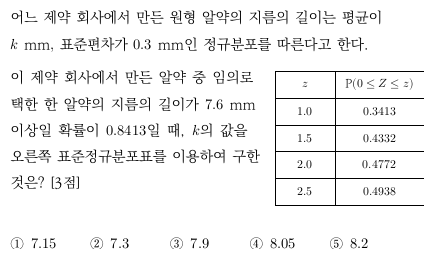 어느 제약 회사에서 만든 원형 알약의 지름의 길이는 평균이
k mm, 표준편차가 0.3 mm인 정규분포를 따른다고 한다.
이 제약 회사에서 만든 알약 중 임의로
택한 한 알약의 지름의 길이가 7.6 mm
이상일 확률이 0.8413일 때, k의 값을
오른쪽 표준정규분포표를 이용하여 구한
것은? [3점]
z P(0 ≤ Z ≤ z)
1.0 0.3413
1.5 0.4332
2.0 0.4772
2.5 0.4938
① 7.15 ② 7.3 ③ 7.9 ④ 8.05 ⑤ 8.2